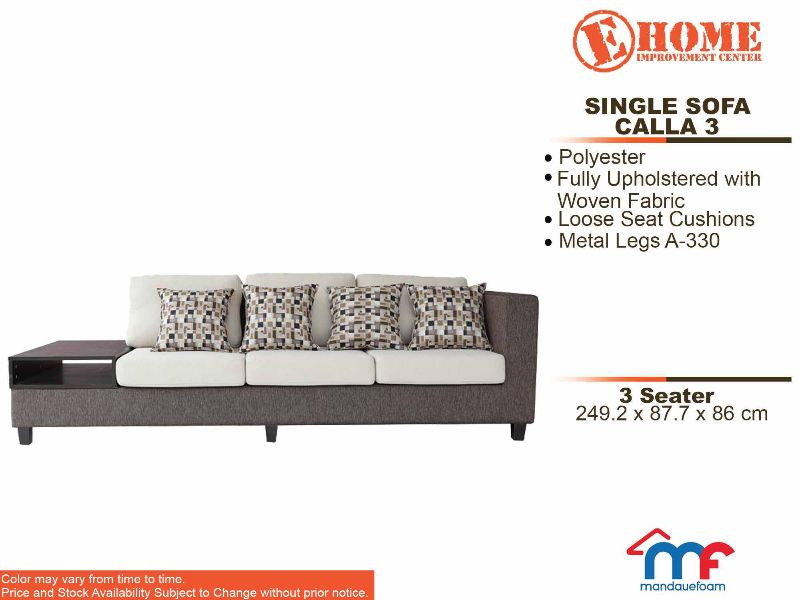 E HOME
IMPROVEMENT CENTER
SINGLE SOFA
CALLA 3
• Polyester
• Fully Upholstered with
Woven Fabric
• Loose Seat Cushions
• Metal Legs A-330
3 Seater
249.2 x 87.7 x 86 cm
mf
mandauefoam
Color may vary from time to time.
Price and Stock Availability Subject to Change without prior notice.